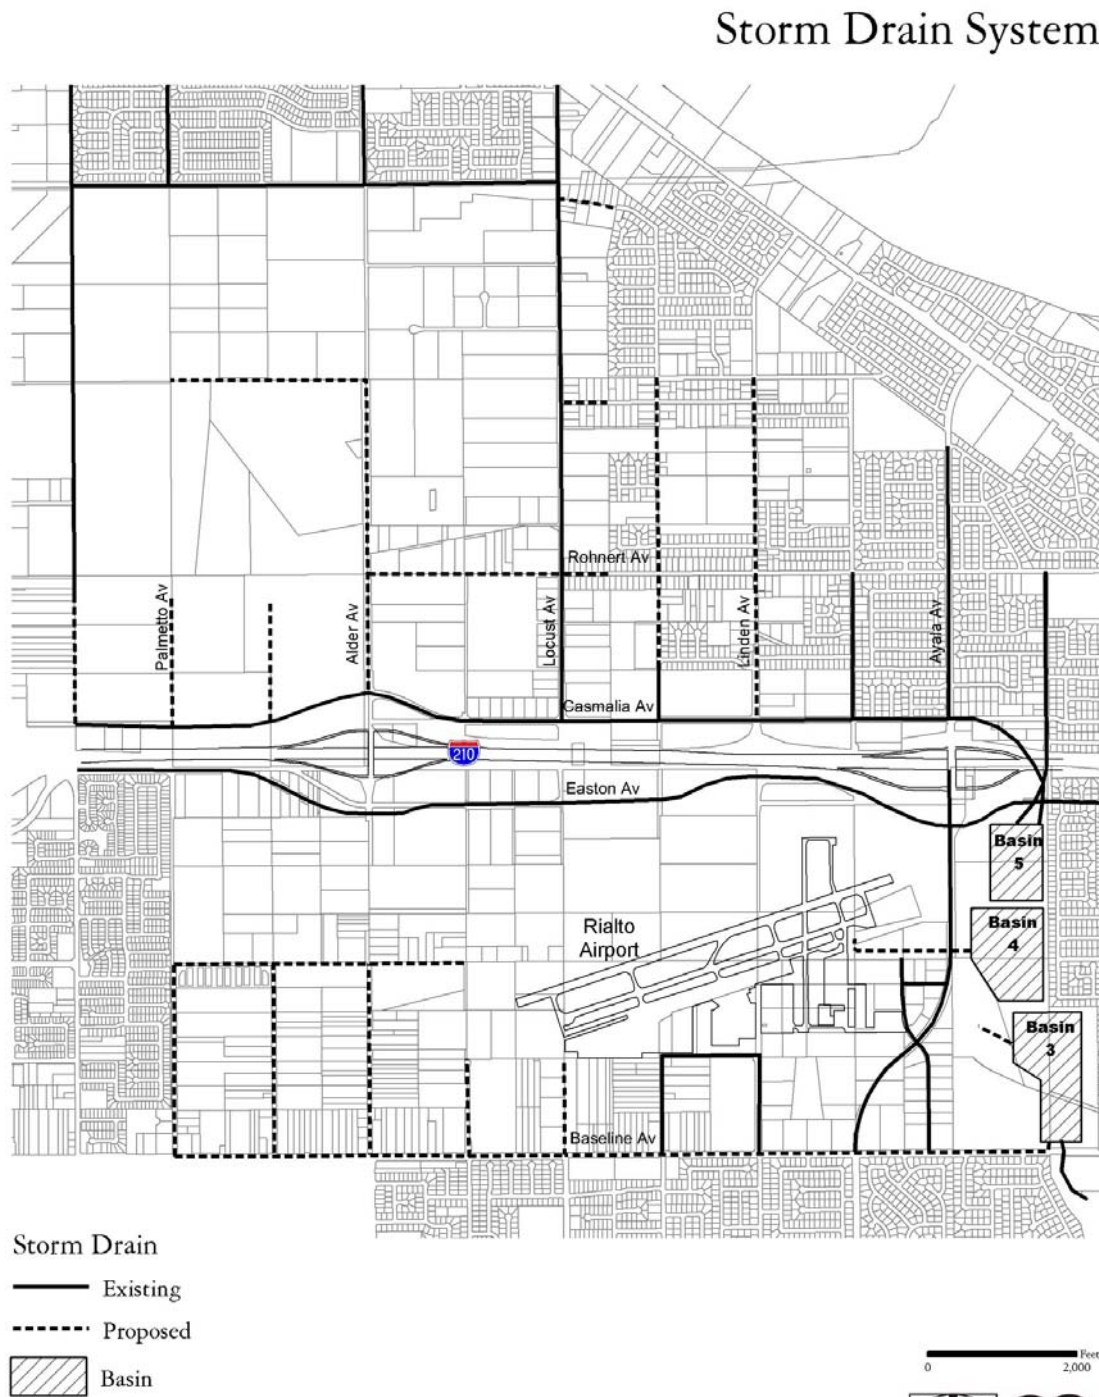 Storm Drain System
Rohnert Av
Palmetto Av
Alder Av
Locust Av
Linden Av
Ayala Av
Casmalia Av
210
Easton Av
Basin
5
Rialto
Airport
Basin
4
Basin
3
Baseline Av
Storm Drain
Existing
Proposed
Basin
Feet
0
2,000